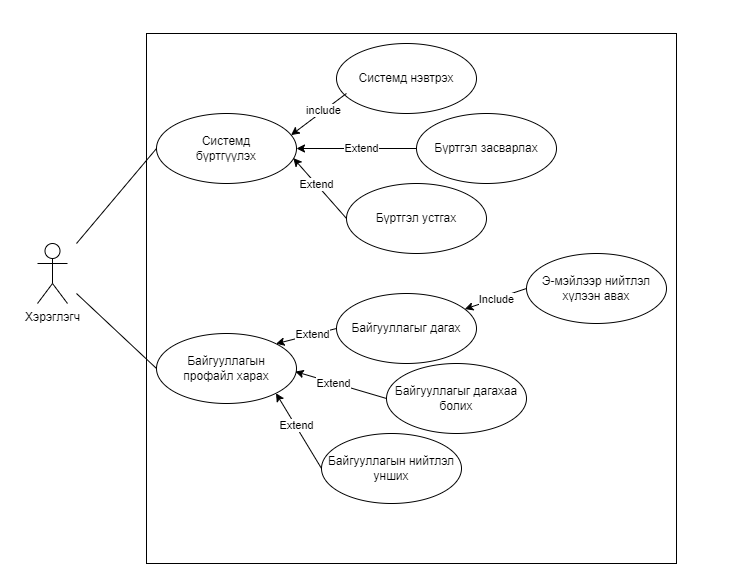 Системд нэвтрэх
include
Системд
бүртгүүлэх
Extend
Бүртгэл засварлах
Extend
Бүртгэл устгах
Хэрэглэгч
Э-мэйлээр нийтлэл
хүлээн авах
Include
Байгууллагыг дагах
Extend
Байгууллагын
профайл харах
Extend
Байгууллагыг дагахаа
болих
Extend
Байгууллагын нийтлэл
унших